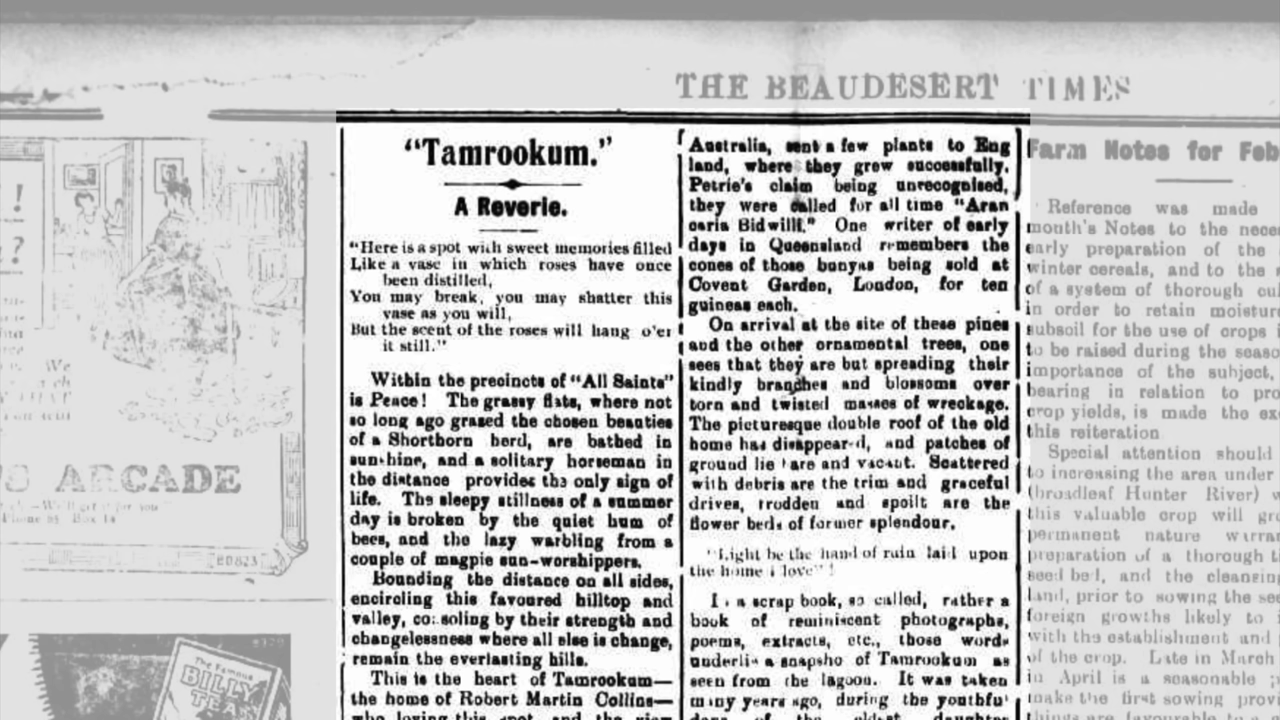 THE BEAUDESERT TIMES
"Tamrookum."
A Reverie.
"Here is a spot with sweet memories filled
Like a vase in which roses have once
been distilled,
You may break, you may shatter this
vase as you will,
But the scent of the roses will hang o'er
it still."
Within the precincts of "All Saints"
is Peace! The grassy flats, where not
so long ago grazed the chosen beauties
of a Shorthorn herd, are bathed in
sunshine, and a solitary horseman in
the distance provides the only sign of
life. The sleepy stillness of a summer
day is broken by the quiet hum of
bees, and the lazy warbling from a
couple of magpie sun-worshippers.
Bounding the distance on all sides,
encircling this favoured hilltop and
valley, consoling by their strength and
changelessness where all else is change,
remain the everlasting hills.
This is the heart of Tamrookum—
the home of Robert Martin Collins—
who loving this spot, and the view
Australia, sent a few plants to Eng
land, where they grew successfully.
Petrie's claim being unrecognised,
they were called for all time "Aran
caria Bidwilli." One writer of early
days in Queensland remembers the
cones of those bunyas being sold at
Covent Garden, London, for ten
guineas each.
On arrival at the site of these pines
and the other ornamental trees, one
sees that they are but spreading their
kindly branches and blossoms over
torn and twisted masses of wreckage.
The picturesque double roof of the old
home has disappeared, and patches of
ground lie bare and vacant. Scattered
with debris are the trim and graceful
drives, trodden and spoilt are the
flower beds of former splendour.
"Light be the hand of ruin laid upon
the home I love"!
In a scrap book, so called, rather a
book of reminiscent photographs,
poems, extracts, etc., those words
underlie a snapsho of Tamrookum as
seen from the lagoon. It was taken
many years ago, during the youthful
days of the oldest daughter
Farm Notes for Feb
Reference was made
month's Notes to the nece
early preparation of the
winter cereals, and to the
of a system of thorough cul
in order to retain moisture
subsoil for the use of crops
to be raised during the seaso
importance of the subject,
bearing in relation to pro
crop yields, is made the ex
this reiteration
Special attention should
to increasing the area under
(broadleaf Hunter River) w
this valuable crop will gr
permanent nature warran
preparation of a thorough
seed bed, and the cleansing
land, prior to sowing the see
foreign growths likely to
with the establishment and
of the crop. Late in March
in April is a seasonable
make the first sowing prov
things are favourable to a
!
?
S ARCADE
The Famous
BILLY
TEA